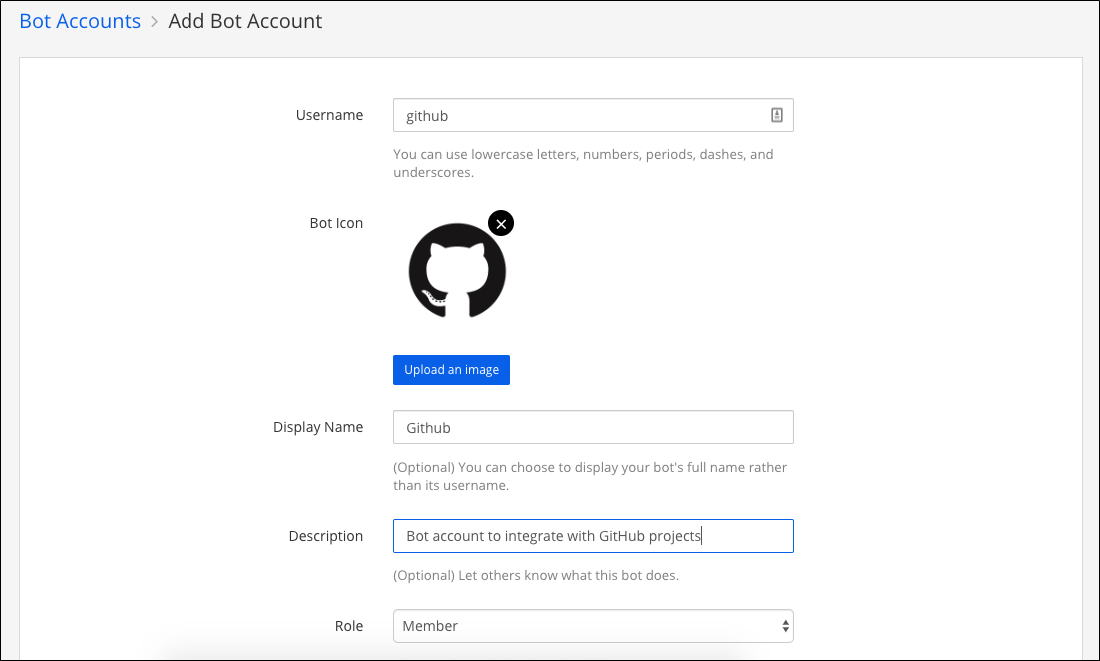 Bot Accounts > Add Bot Account
Username
github
You can use lowercase letters, numbers, periods, dashes, and
underscores.
Bot Icon
Upload an image
Display Name
Github
(Optional) You can choose to display your bot's full name rather
than its username.
Description
Bot account to integrate with GitHub projects
(Optional) Let others know what this bot does.
Role
Member